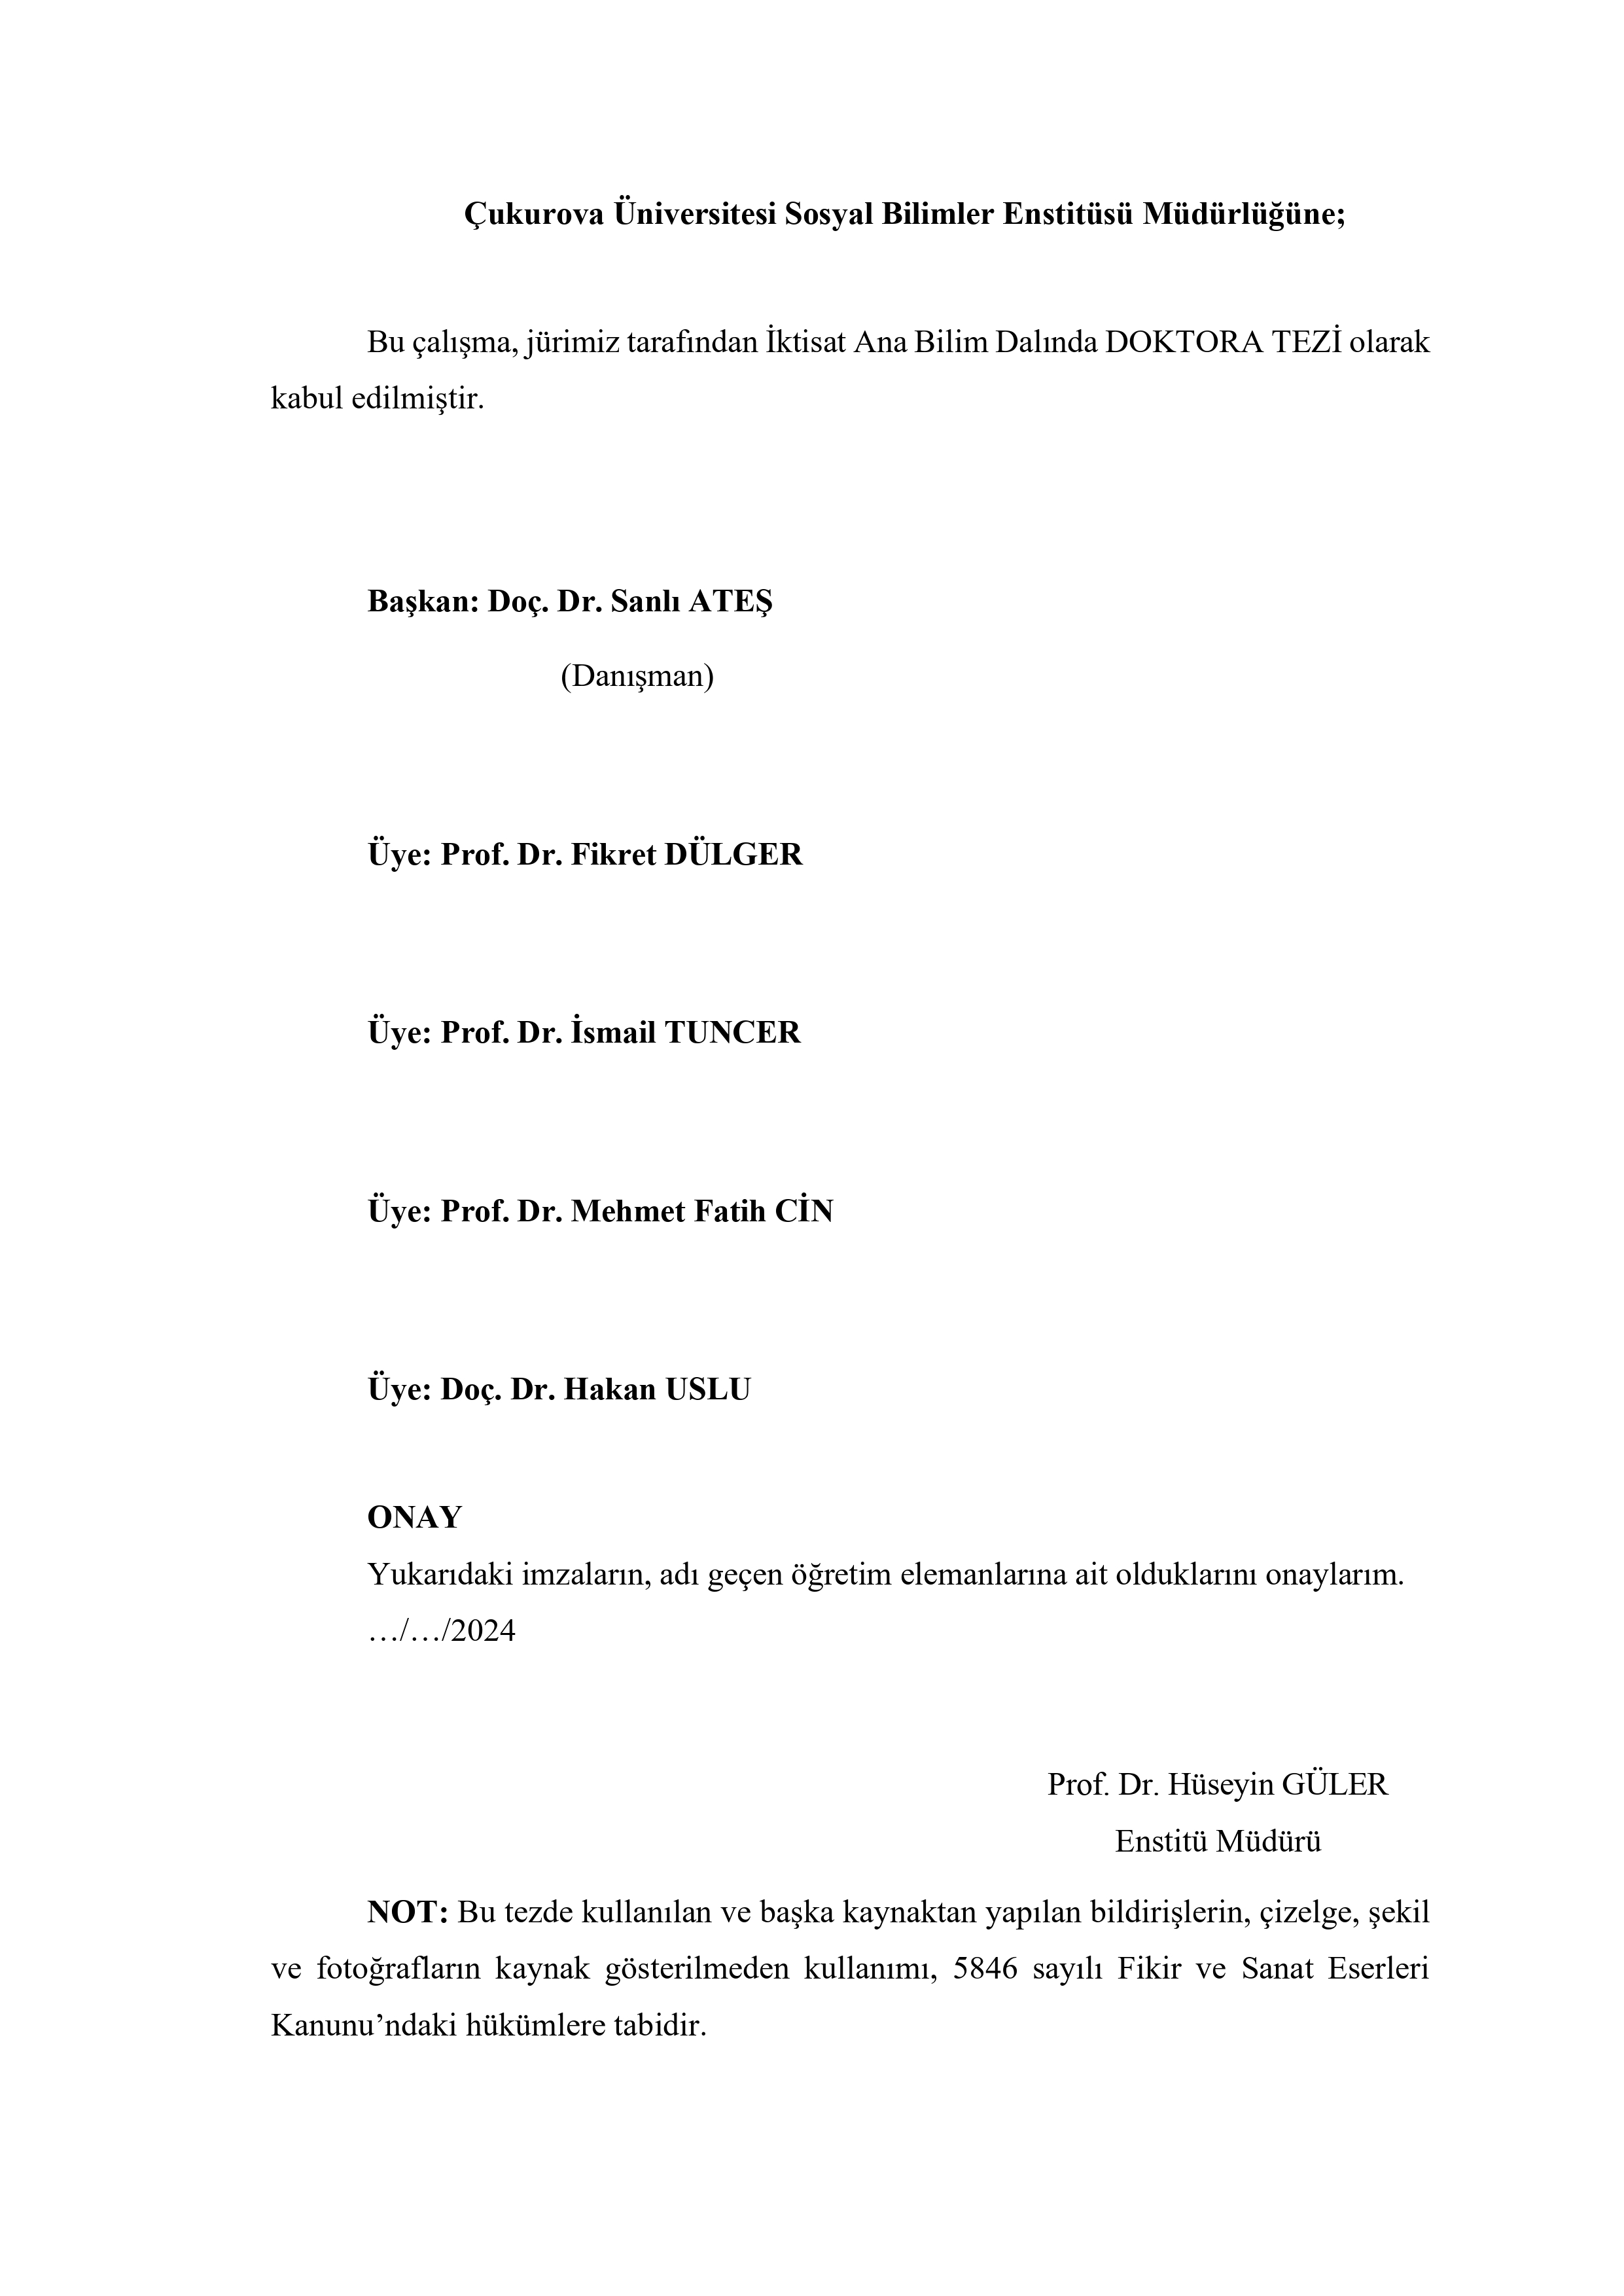 Çukurova Üniversitesi Sosyal Bilimler Enstitüsü Müdürlüğüne;
Bu çalışma, jürimiz tarafından İktisat Ana Bilim Dalında DOKTORA TEZİ olarak
kabul edilmiştir.
Başkan: Doç. Dr. Sanlı ATEŞ
(Danışman)
Üye: Prof. Dr. Fikret DÜLGER
Üye: Prof. Dr. İsmail TUNCER
Üye: Prof. Dr. Mehmet Fatih CİN
Üye: Doç. Dr. Hakan USLU
ONAY
Yukarıdaki imzaların, adı geçen öğretim elemanlarına ait olduklarını onaylarım.
…/…/2024
Prof. Dr. Hüseyin GÜLER
Enstitü Müdürü
NOT: Bu tezde kullanılan ve başka kaynaktan yapılan bildirişlerin, çizelge, şekil
ve fotoğrafların kaynak gösterilmeden kullanımı, 5846 sayılı Fikir ve Sanat Eserleri
Kanunu’ndaki hükümlere tabidir.